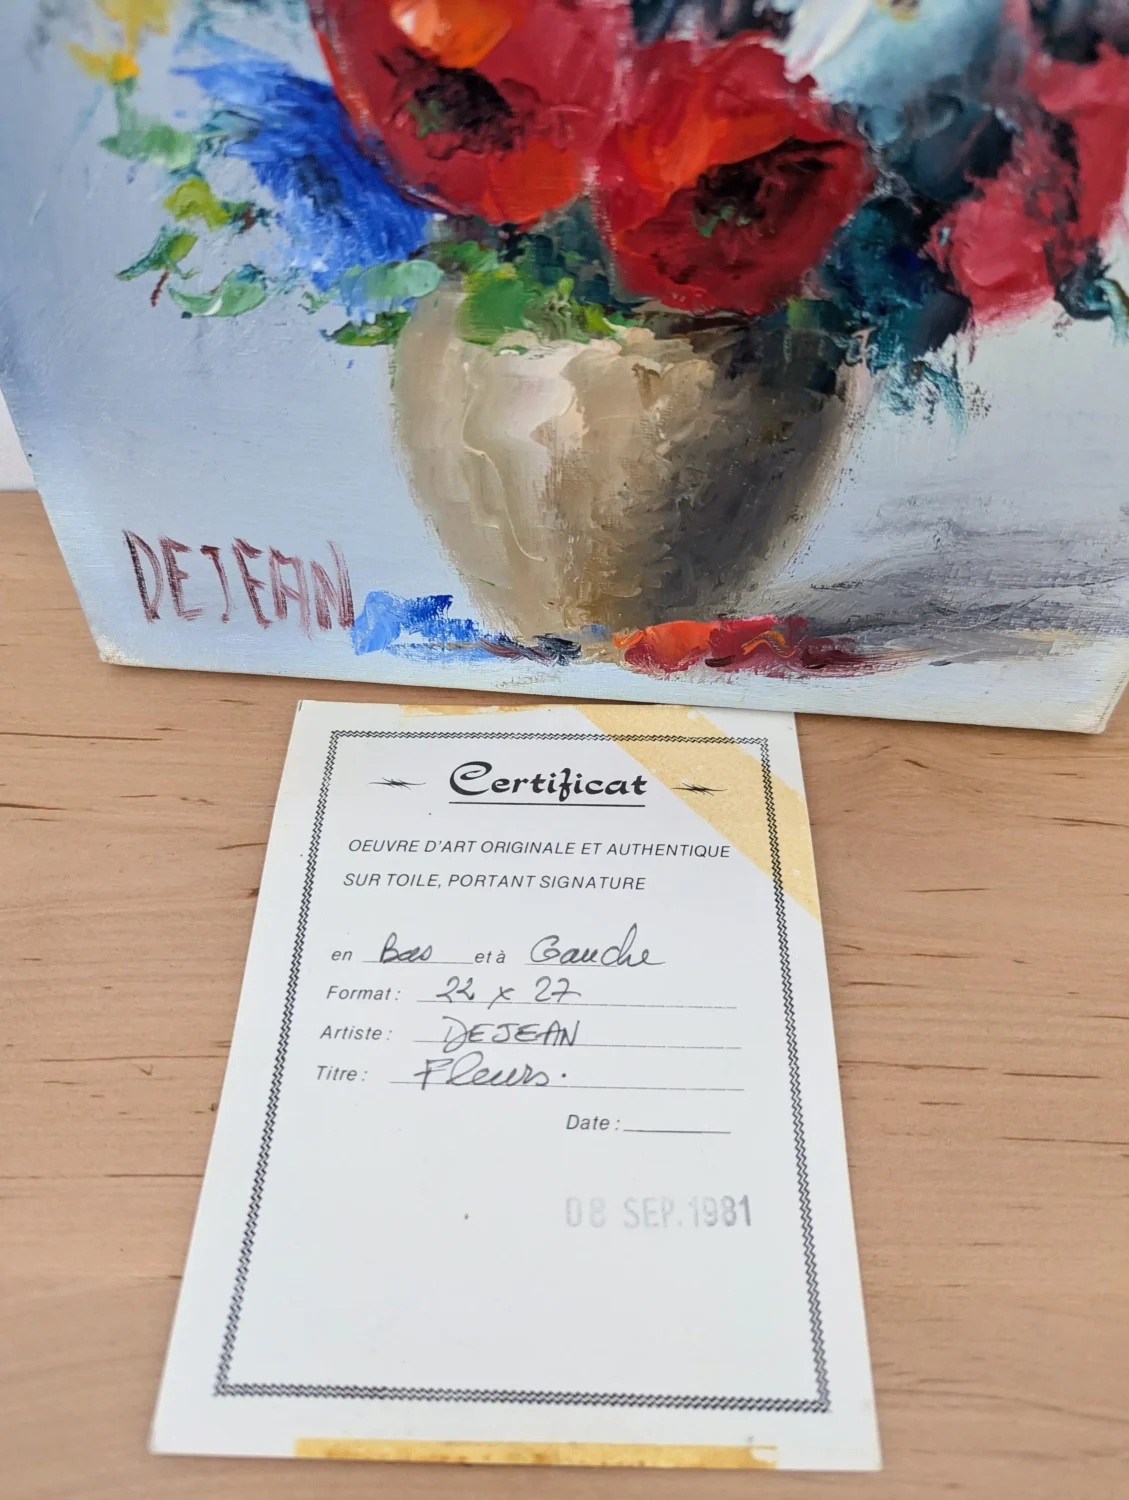 DEJEAN
Certificat
OEUVRE D'ART ORIGINALE ET AUTHENTIQUE
SUR TOILE, PORTANT SIGNATURE
en Bas et à Gauche
Format : 22 x 27
Artiste : DEJEAN
Titre : Fleurs.
Date :
08 SEP. 1981